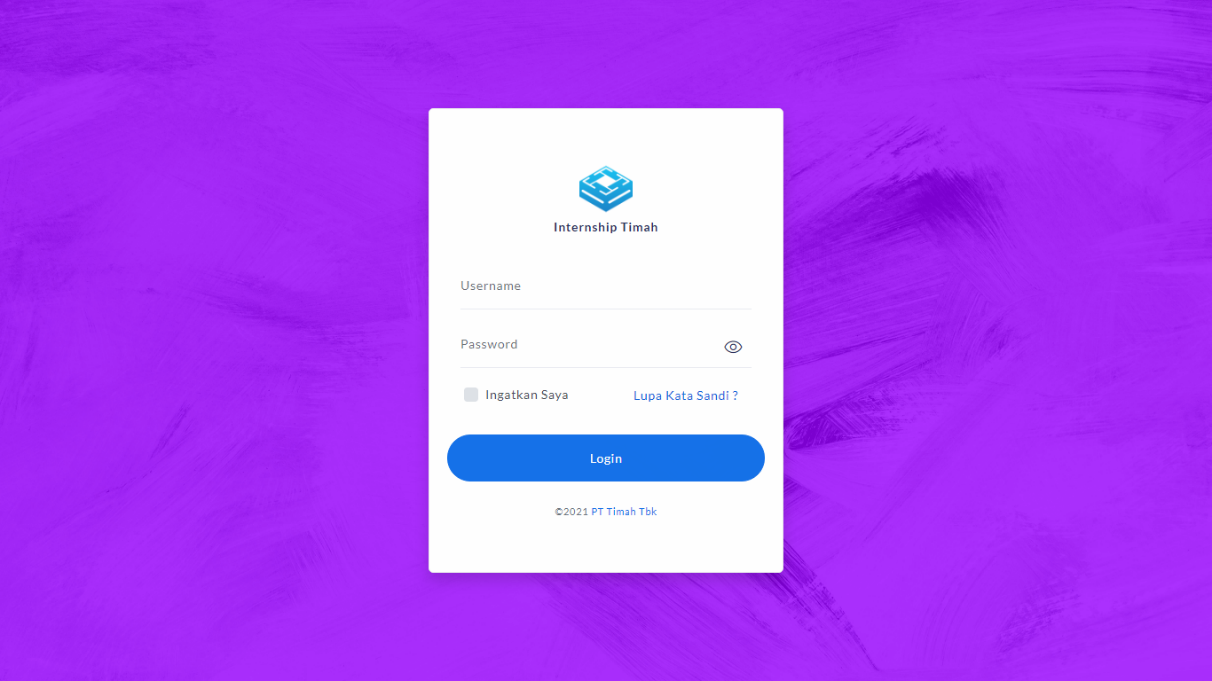 Internship Timah
Username
Password
Ingatkan Saya Lupa Kata Sandi ?
Login
©2021 PT Timah Tbk